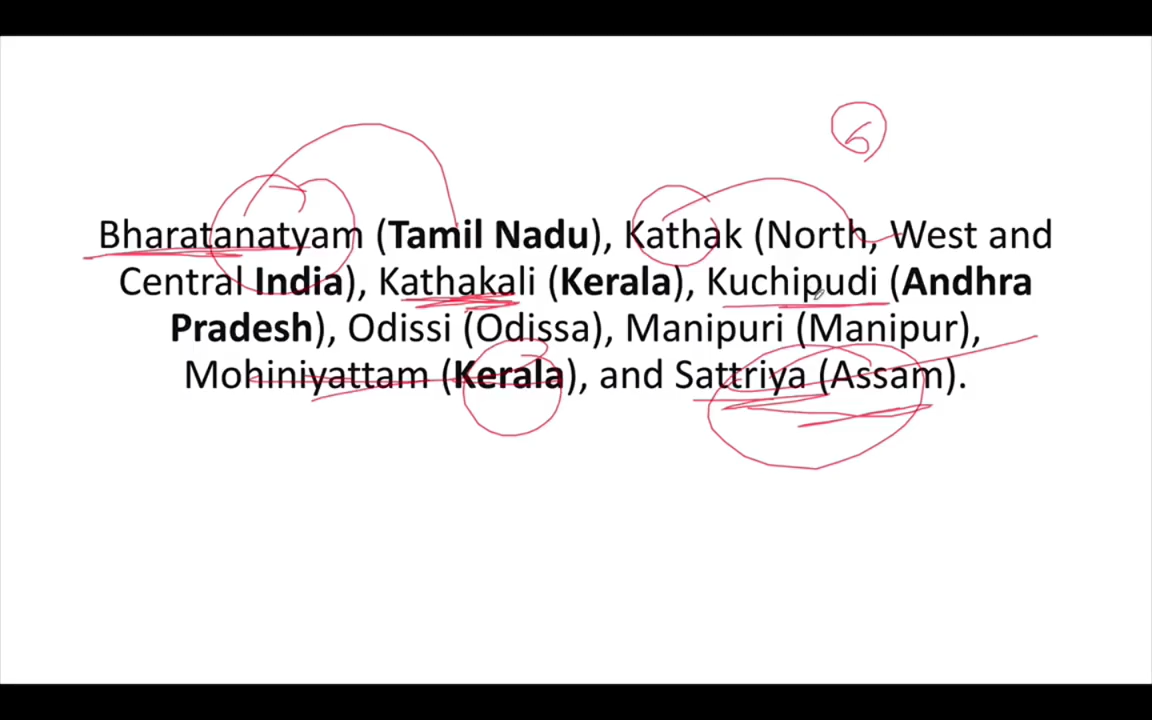 6
Bharatanatyam (Tamil Nadu), Kathak (North, West and
Central India), Kathakali (Kerala), Kuchipudi (Andhra
Pradesh), Odissi (Odissa), Manipuri (Manipur),
Mohiniyattam (Kerala), and Sattriya (Assam).